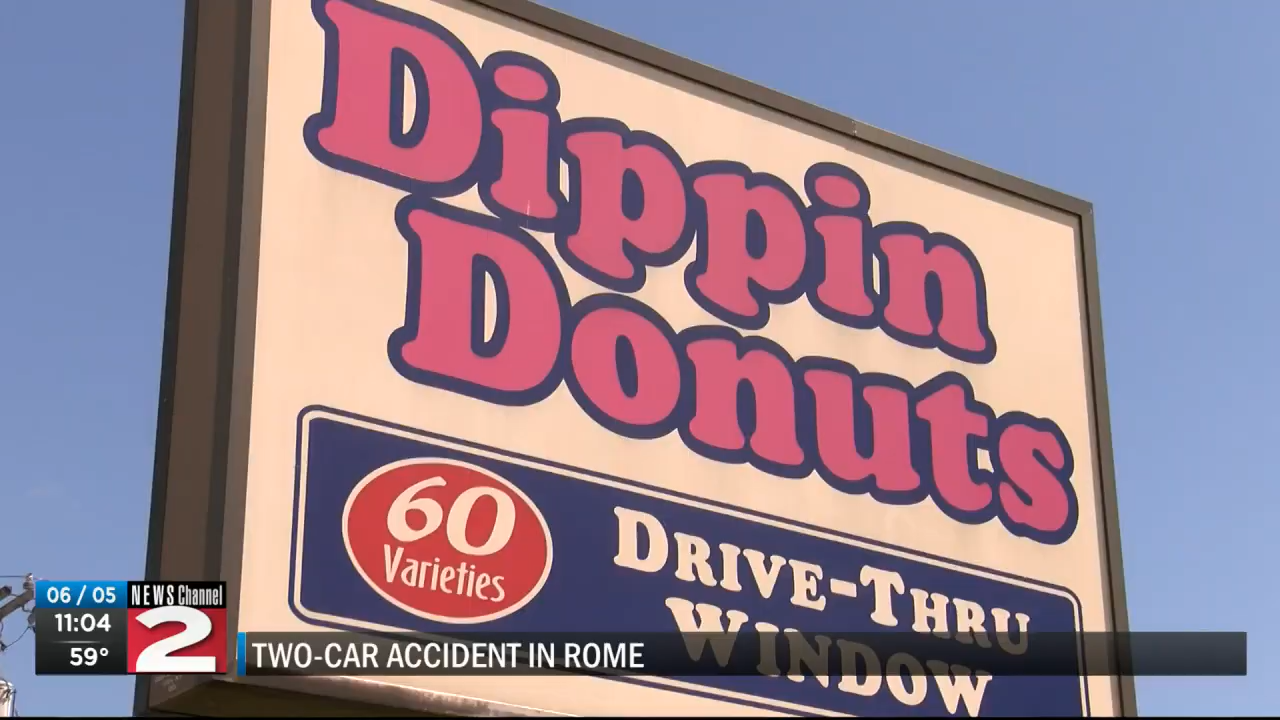 Dippin
Donuts
60
Varieties
DRIVE-THRU
WINDOW
06 / 05
NEWS Channel
11:04
2
59°
TWO-CAR ACCIDENT IN ROME